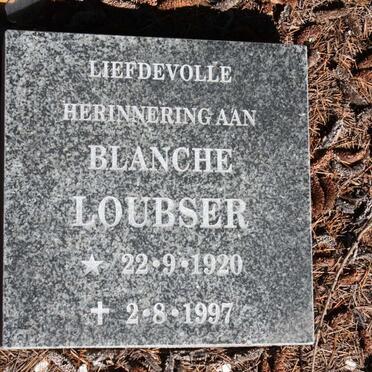 LIEFDEVOLLE
HERINNERING AAN
BLANCHE
LOUBSER
★ 22•9•1920
✝ 2•8•1997